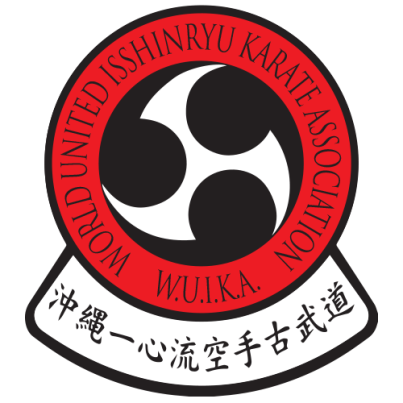 WORLD UNITED ISSHINRYU KARATE ASSOCIATION
W.U.I.K.A.
沖縄一心流空手古武道